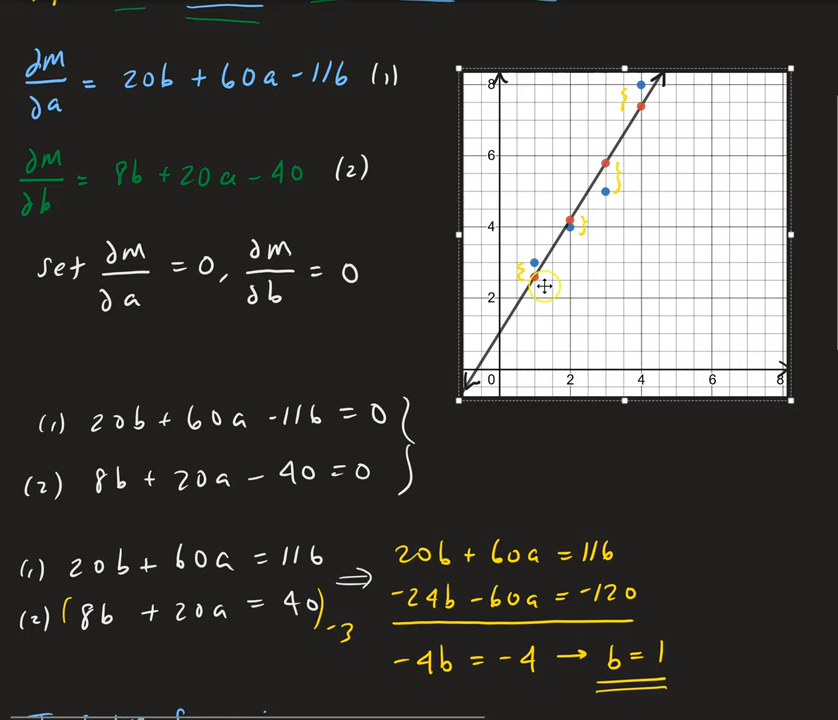 ∂m/∂a = 20b + 60a - 116 (1)
∂m/∂b = 8b + 20a - 40 (2)
set ∂m/∂a = 0, ∂m/∂b = 0
(1) 20b + 60a - 116 = 0
(2) 8b + 20a - 40 = 0
(1) 20b + 60a = 116
(2) (8b + 20a = 40) -3
⇒ 20b + 60a = 116
-24b - 60a = -120
-4b = -4 → b = 1
8
6
4
2
0 2 4 6 8